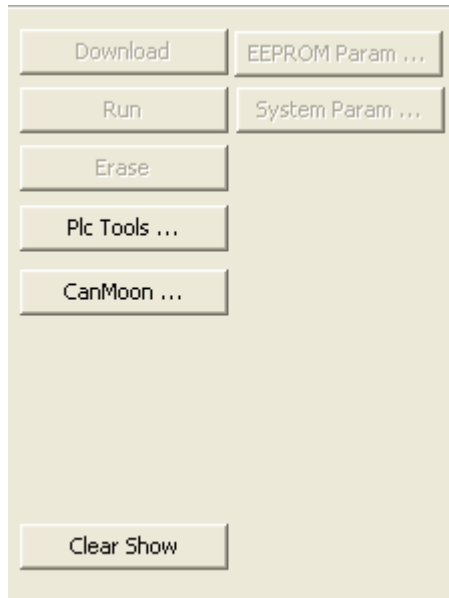 Download
EEPROM Param ...
Run
System Param ...
Erase
Plc Tools ...
CanMoon ...
Clear Show